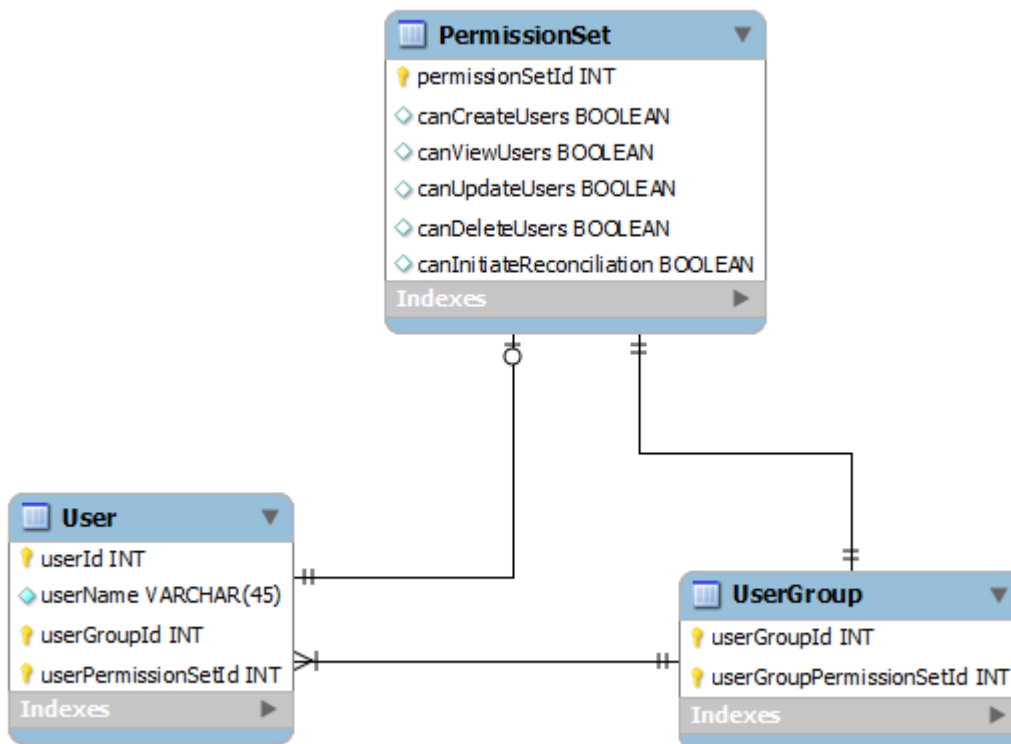 PermissionSet
permissionSetId INT
canCreateUsers BOOLEAN
canViewUsers BOOLEAN
canUpdateUsers BOOLEAN
canDeleteUsers BOOLEAN
canInitiateReconciliation BOOLEAN
Indexes
User
userId INT
userName VARCHAR(45)
userGroupId INT
userPermissionSetId INT
Indexes
UserGroup
userGroupId INT
userGroupPermissionSetId INT
Indexes